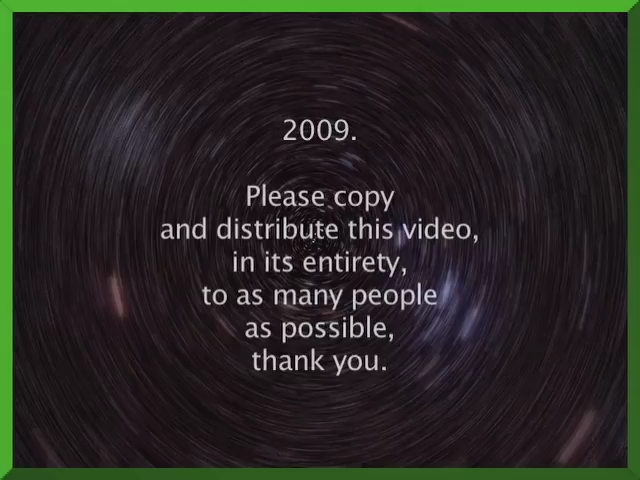 2009.
Please copy
and distribute this video,
in its entirety,
to as many people
as possible,
thank you.